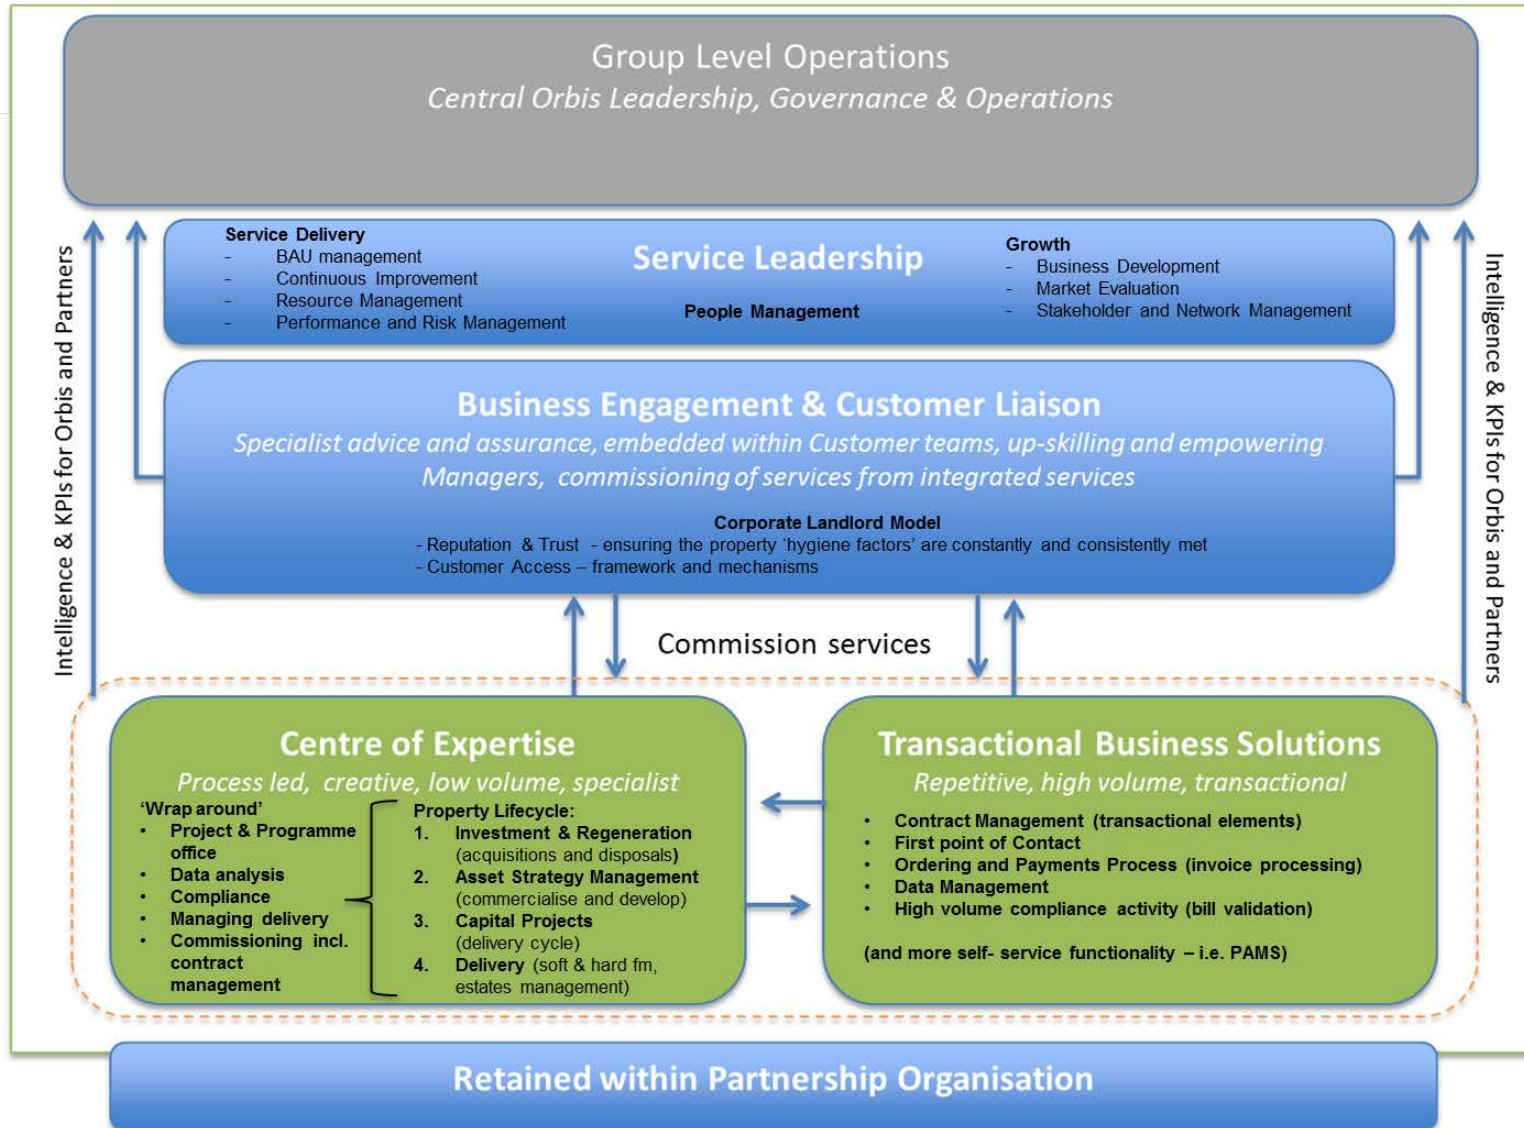 Group Level Operations
Central Orbis Leadership, Governance & Operations
Intelligence & KPIs for Orbis and Partners
Service Delivery
- BAU management
- Continuous Improvement
- Resource Management
- Performance and Risk Management
Service Leadership
People Management
Growth
- Business Development
- Market Evaluation
- Stakeholder and Network Management
Intelligence & KPIs for Orbis and Partners
Business Engagement & Customer Liaison
Specialist advice and assurance, embedded within Customer teams, up-skilling and empowering
Managers, commissioning of services from integrated services
Corporate Landlord Model
- Reputation & Trust - ensuring the property ‘hygiene factors’ are constantly and consistently met
- Customer Access – framework and mechanisms
Commission services
Centre of Expertise
Process led, creative, low volume, specialist
‘Wrap around’
• Project & Programme
office
• Data analysis
• Compliance
• Managing delivery
• Commissioning incl.
contract
management
Property Lifecycle:
1. Investment & Regeneration
(acquisitions and disposals)
2. Asset Strategy Management
(commercialise and develop)
3. Capital Projects
(delivery cycle)
4. Delivery (soft & hard fm,
estates management)
Transactional Business Solutions
Repetitive, high volume, transactional
• Contract Management (transactional elements)
• First point of Contact
• Ordering and Payments Process (invoice processing)
• Data Management
• High volume compliance activity (bill validation)
(and more self- service functionality – i.e. PAMS)
Retained within Partnership Organisation